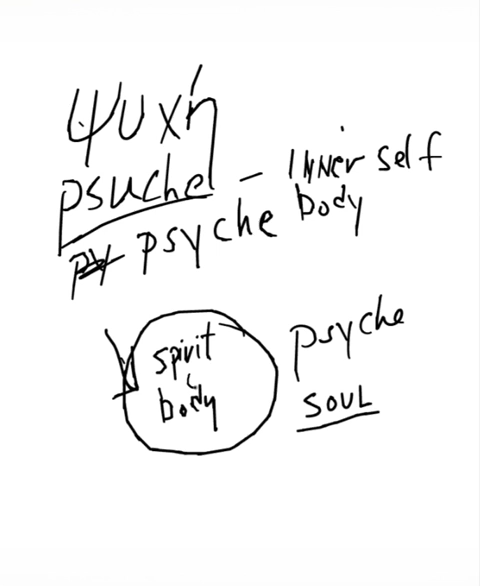 ψυχή
psuche - inner self
psyche body
spirit
body
psyche
SOUL